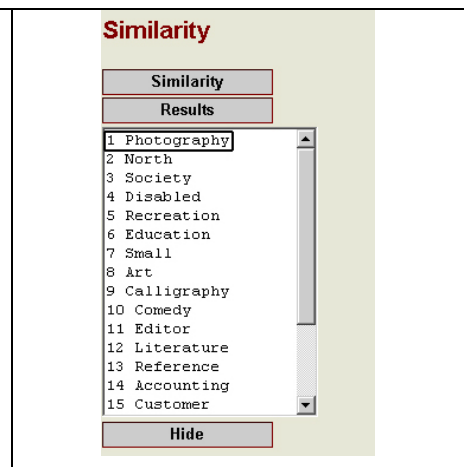 Similarity
Similarity
Results
1 Photography
2 North
3 Society
4 Disabled
5 Recreation
6 Education
7 Small
8 Art
9 Calligraphy
10 Comedy
11 Editor
12 Literature
13 Reference
14 Accounting
15 Customer
Hide